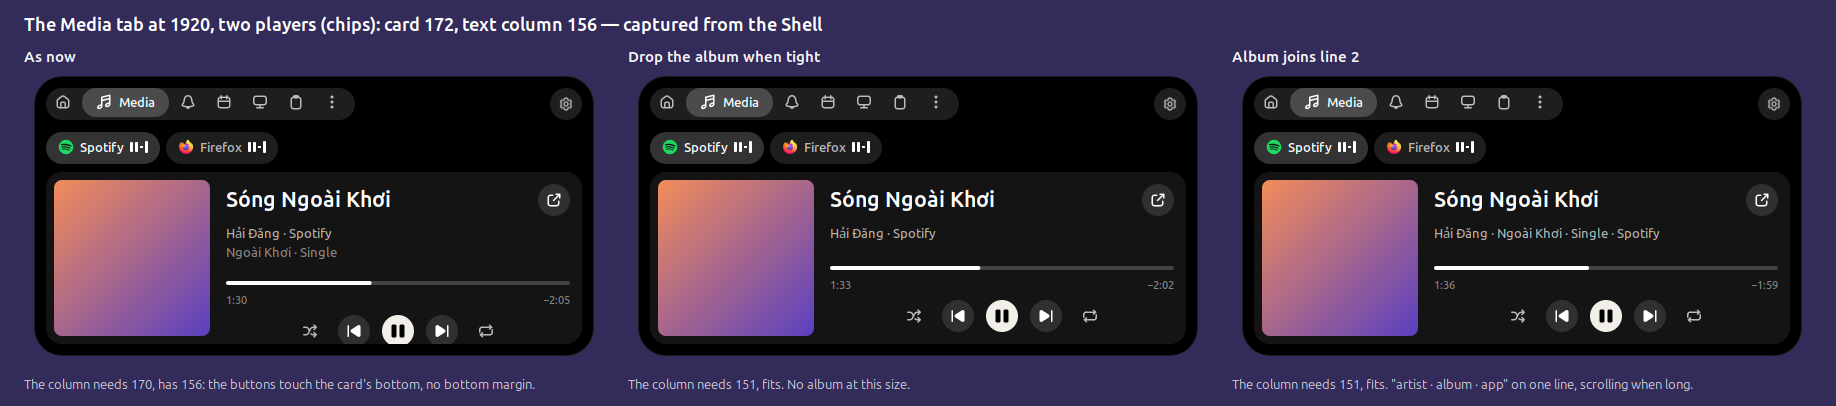 The Media tab at 1920, two players (chips): card 172, text column 156 — captured from the Shell
As now
Media
Spotify
Firefox
Sóng Ngoài Khơi
Hải Đăng · Spotify
Ngoài Khơi · Single
1:30
−2:05
The column needs 170, has 156: the buttons touch the card's bottom, no bottom margin.
Drop the album when tight
Media
Spotify
Firefox
Sóng Ngoài Khơi
Hải Đăng · Spotify
1:33
−2:02
The column needs 151, fits. No album at this size.
Album joins line 2
Media
Spotify
Firefox
Sóng Ngoài Khơi
Hải Đăng · Ngoài Khơi · Single · Spotify
1:36
−1:59
The column needs 151, fits. "artist · album · app" on one line, scrolling when long.